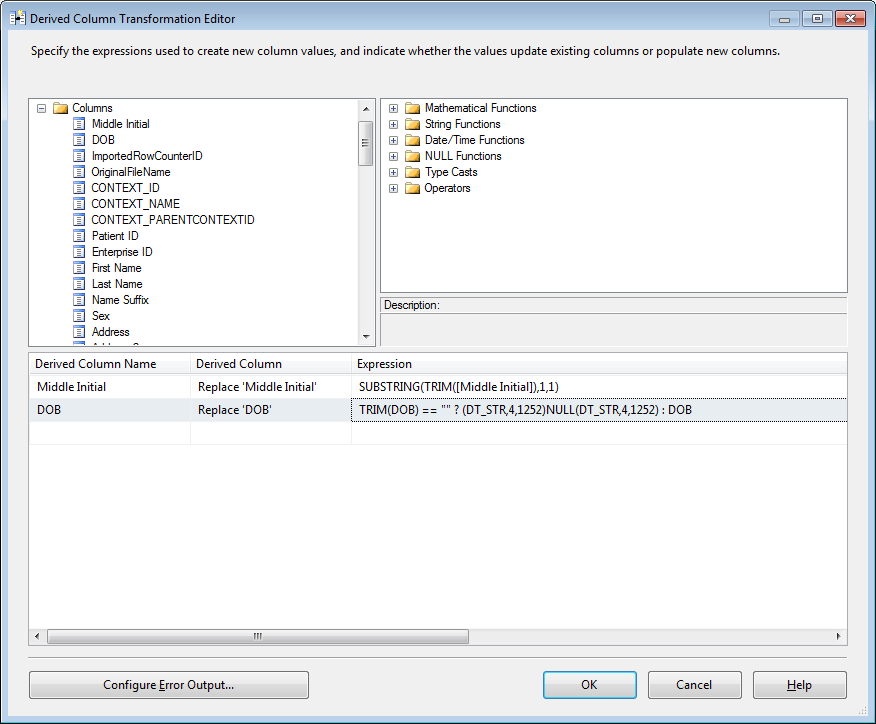 Derived Column Transformation Editor
Specify the expressions used to create new column values, and indicate whether the values update existing columns or populate new columns.
Columns
Middle Initial
DOB
ImportedRowCounterID
OriginalFileName
CONTEXT_ID
CONTEXT_NAME
CONTEXT_PARENTCONTEXTID
Patient ID
Enterprise ID
First Name
Last Name
Name Suffix
Sex
Address
Mathematical Functions
String Functions
Date/Time Functions
NULL Functions
Type Casts
Operators
Description:
Derived Column Name Derived Column Expression
Middle Initial Replace 'Middle Initial' SUBSTRING(TRIM([Middle Initial]),1,1)
DOB Replace 'DOB' TRIM(DOB) == "" ? (DT_STR,4,1252)NULL(DT_STR,4,1252) : DOB
Configure Error Output... OK Cancel Help